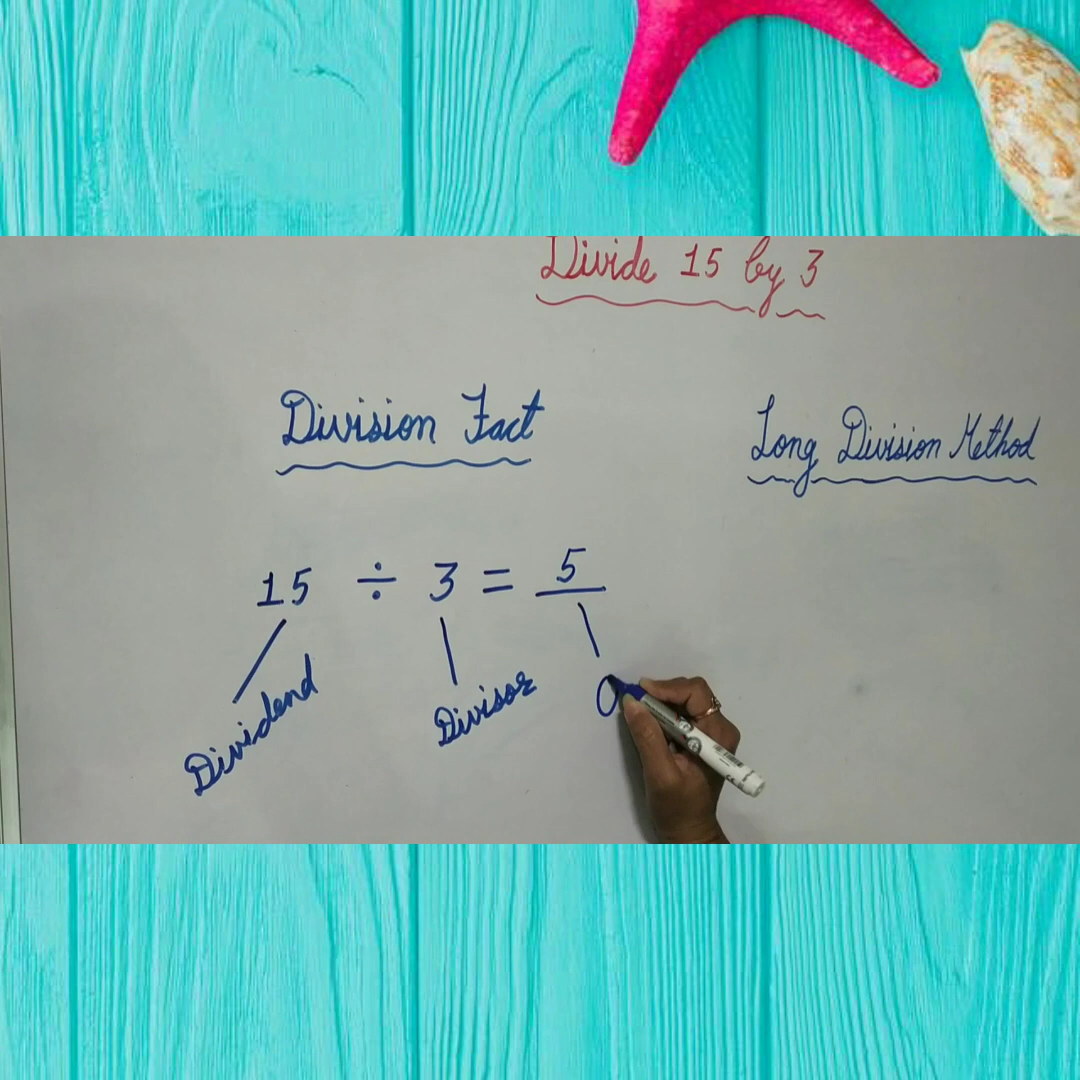 Divide 15 by 3
Division Fact
Long Division Method
15 ÷ 3 = 5
Dividend
Divisor